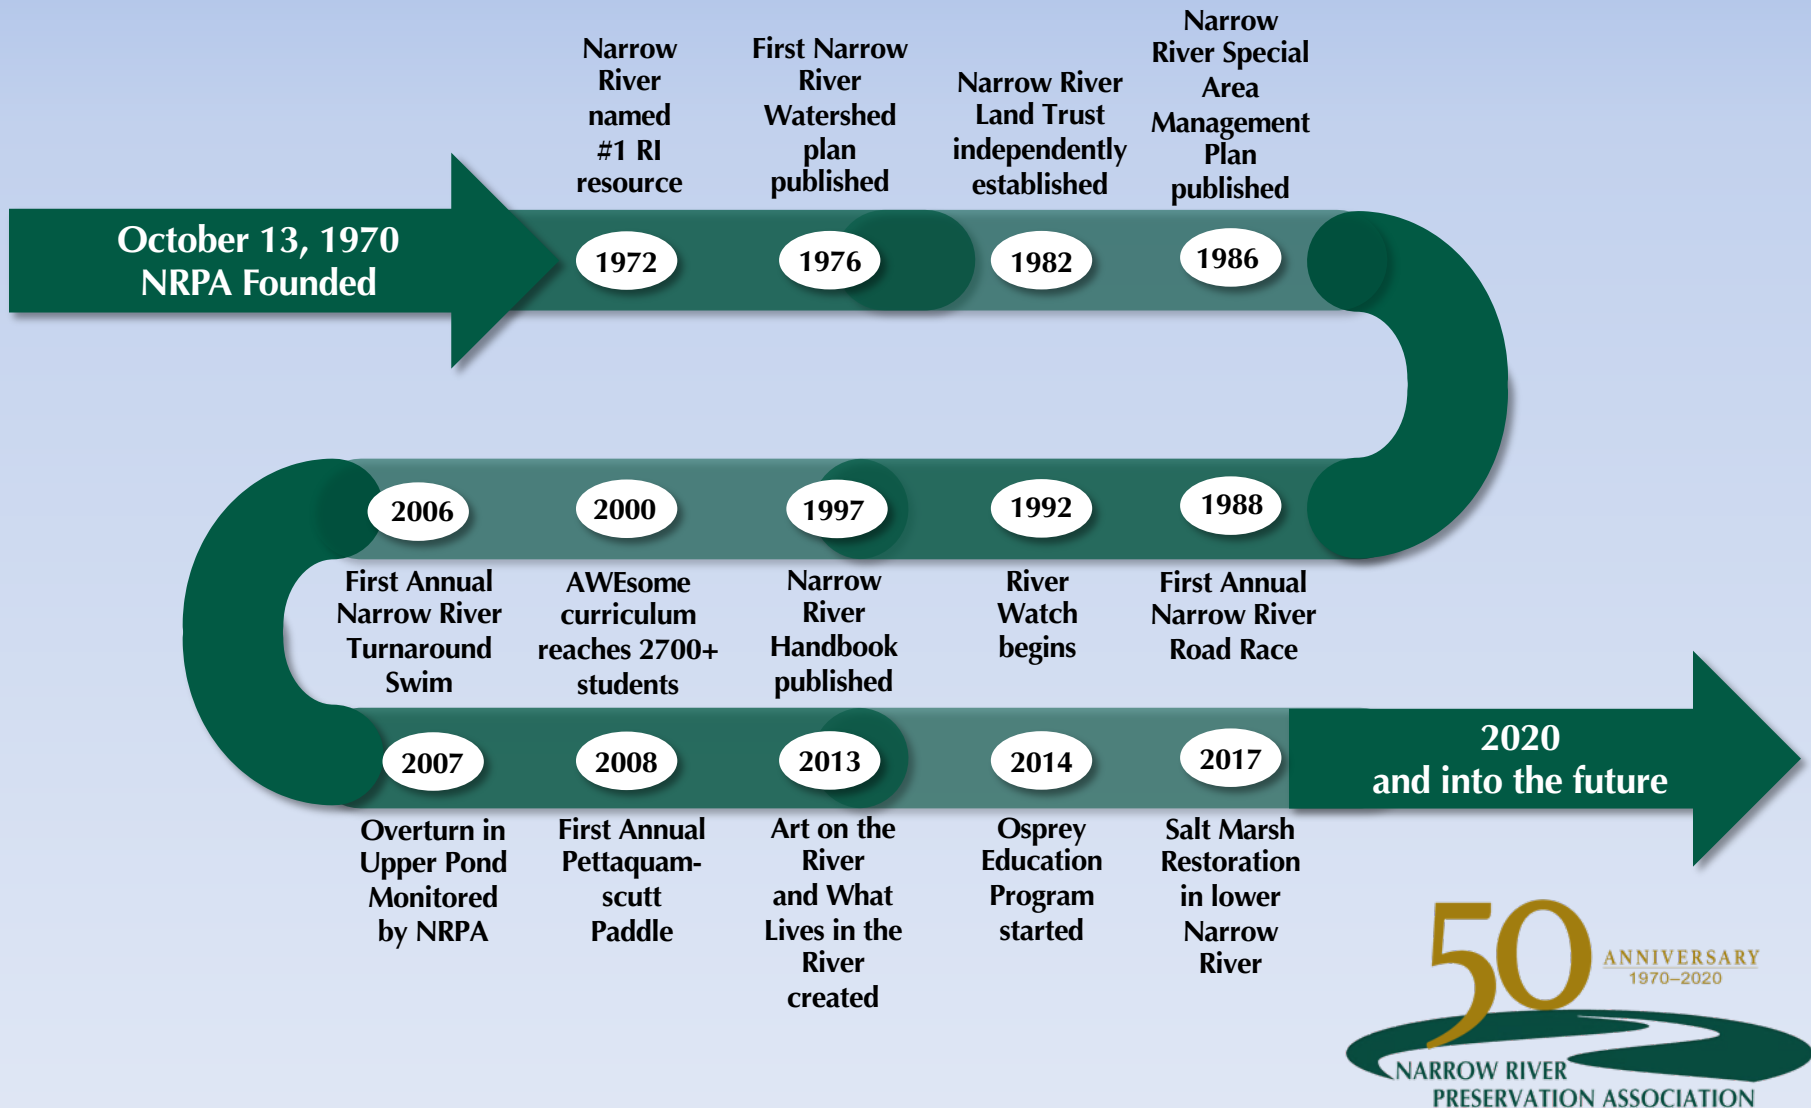 October 13, 1970
NRPA Founded
Narrow
River
named
#1 RI
resource
1972
First Narrow
River
Watershed
plan
published
1976
Narrow River
Land Trust
independently
established
1982
Narrow
River Special
Area
Management
Plan
published
1986
1988
First Annual
Narrow River
Road Race
1992
River
Watch
begins
1997
Narrow
River
Handbook
published
2000
AWEsome
curriculum
reaches 2700+
students
2006
First Annual
Narrow River
Turnaround
Swim
2007
Overturn in
Upper Pond
Monitored
by NRPA
2008
First Annual
Pettaquam-
scutt
Paddle
2013
Art on the
River
and What
Lives in the
River
created
2014
Osprey
Education
Program
started
2017
Salt Marsh
Restoration
in lower
Narrow
River
2020
and into the future
50
ANNIVERSARY
1970–2020
NARROW RIVER
PRESERVATION ASSOCIATION